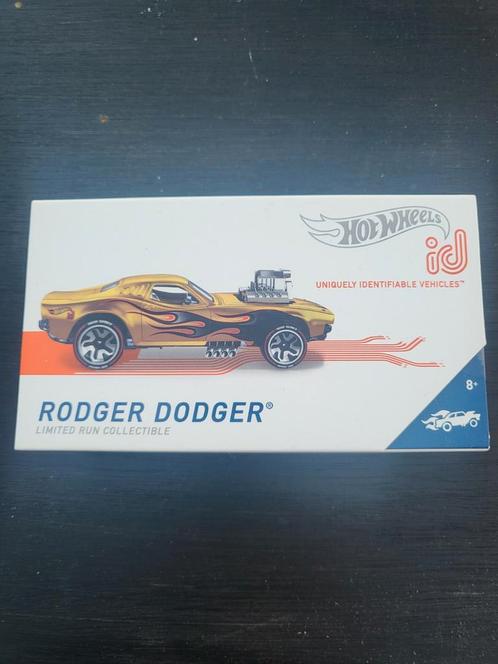 HOT WHEELS
id
UNIQUELY IDENTIFIABLE VEHICLES™
8+
RODGER DODGER®
LIMITED RUN COLLECTIBLE